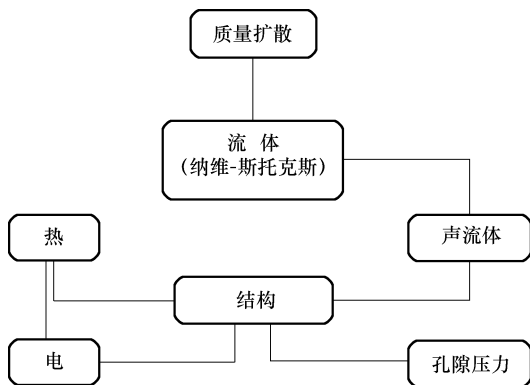 质量扩散
流 体
(纳维-斯托克斯)
热
声流体
结构
电
孔隙压力